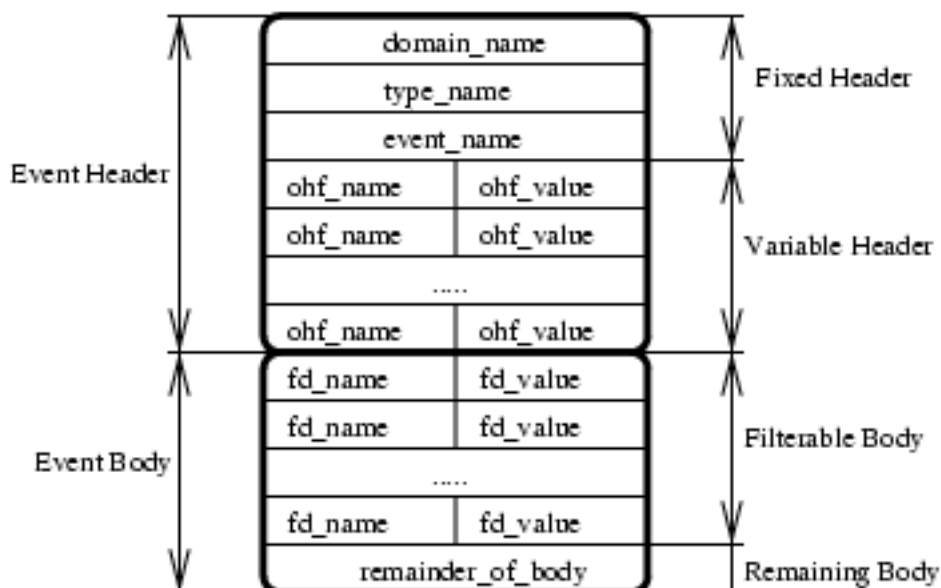 domain_name
Fixed Header
type_name
event_name
Event Header
ohf_name ohf_value
ohf_name ohf_value
Variable Header
.....
ohf_name ohf_value
fd_name fd_value
fd_name fd_value
Filterable Body
Event Body
.....
fd_name fd_value
remainder_of_body
Remaining Body